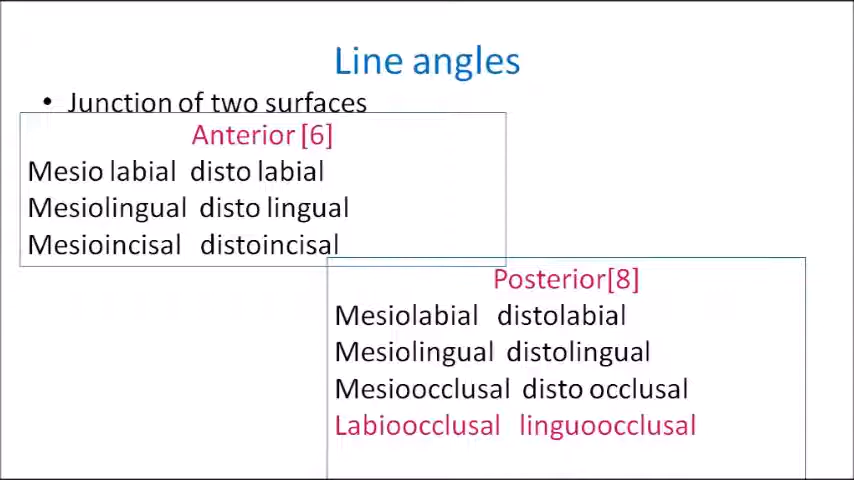 Line angles
• Junction of two surfaces
Anterior [6]
Mesio labial disto labial
Mesiolingual disto lingual
Mesioincisal distoincisal
Posterior[8]
Mesiolabial distolabial
Mesiolingual distolingual
Mesioocclusal disto occlusal
Labioocclusal linguoocclusal